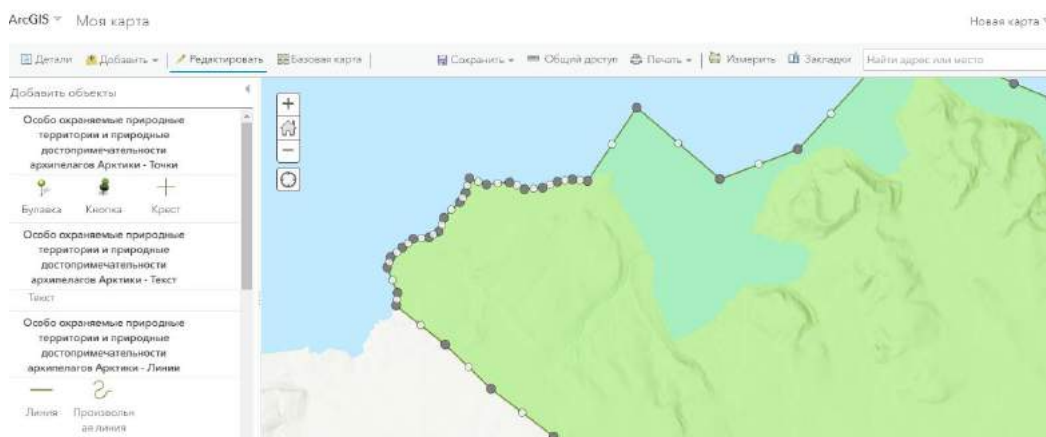 ArcGIS Моя карта Новая карта
Детали Добавить Редактировать Базовая карта Сохранить Общий доступ Печать Измерить Закладки Найти адрес или место
Добавить объекты
Особо охраняемые природные
территории и природные
достопримечательности
архипелагов Арктики - Точки
Булавка Кнопка Крест
Особо охраняемые природные
территории и природные
достопримечательности
архипелагов Арктики - Текст
Текст
Особо охраняемые природные
территории и природные
достопримечательности
архипелагов Арктики - Линии
Линия Произвольн
ая линия